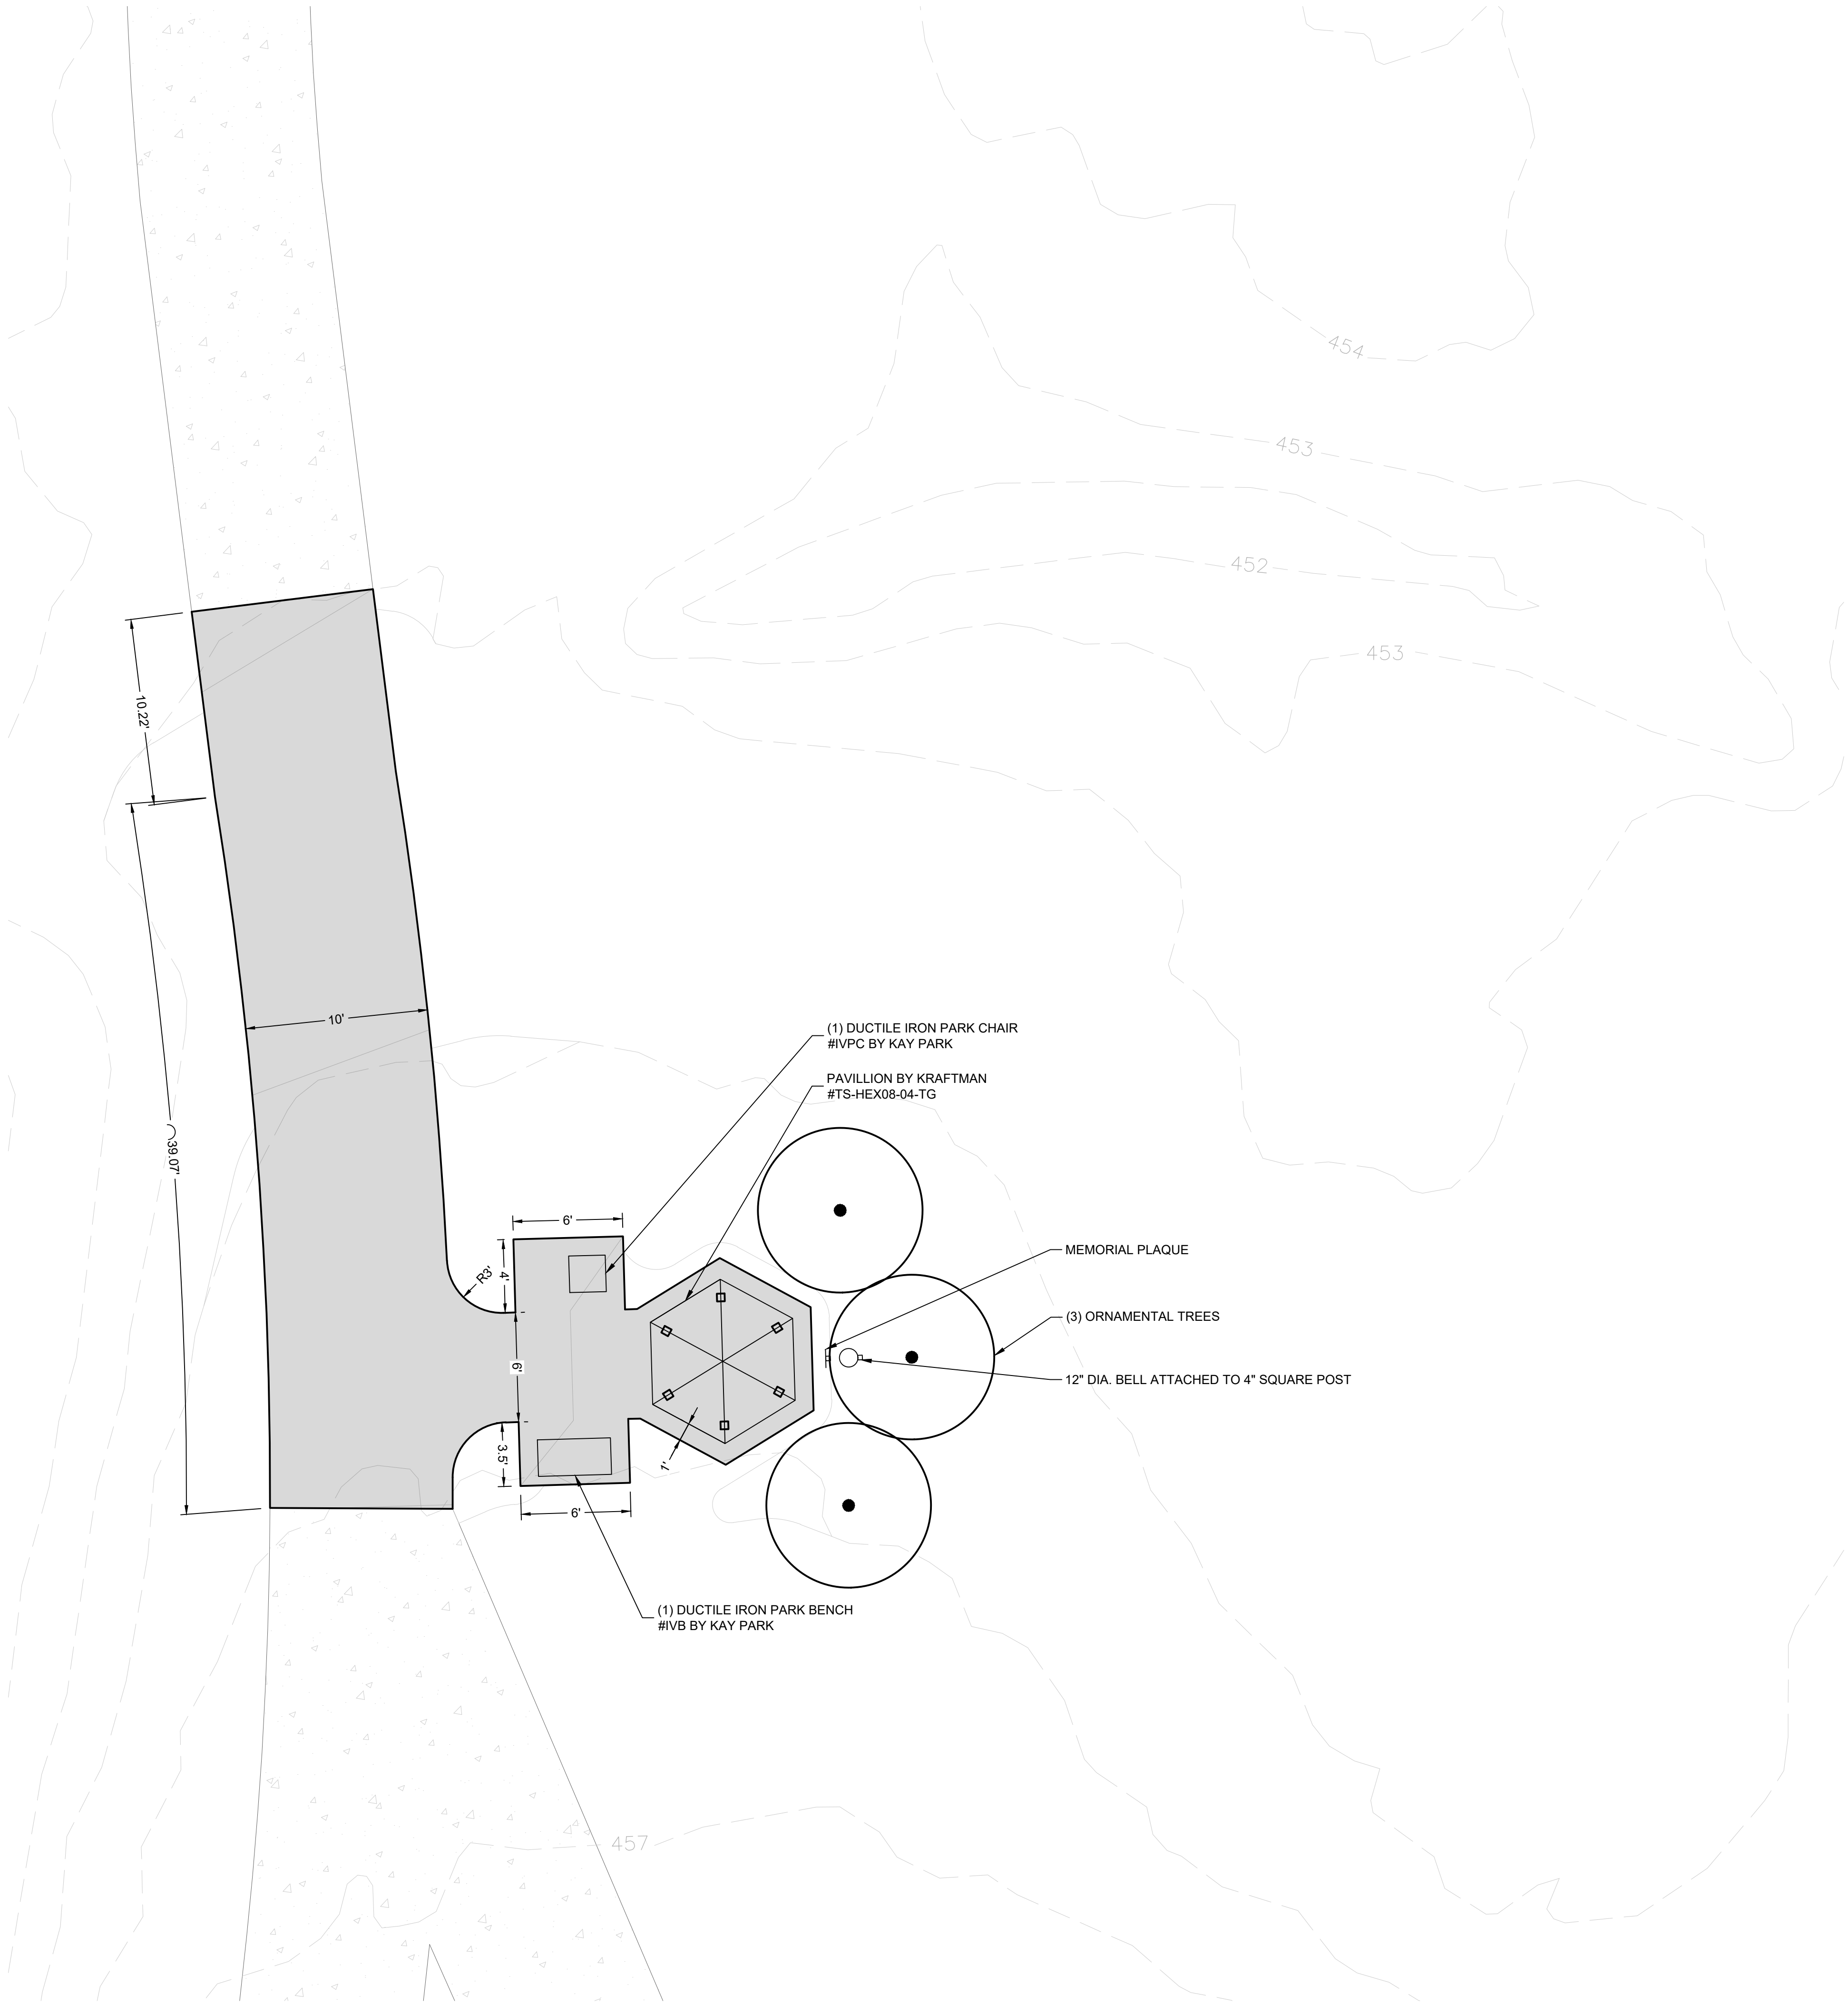 454
453
452
453
10.22'
10'
(1) DUCTILE IRON PARK CHAIR
#IVPC BY KAY PARK
PAVILLION BY KRAFTMAN
#TS-HEX08-04-TG
39.07'
6'
MEMORIAL PLAQUE
R3'
4'
(3) ORNAMENTAL TREES
6'
12" DIA. BELL ATTACHED TO 4" SQUARE POST
3.5'
1'
6'
(1) DUCTILE IRON PARK BENCH
#IVB BY KAY PARK
457